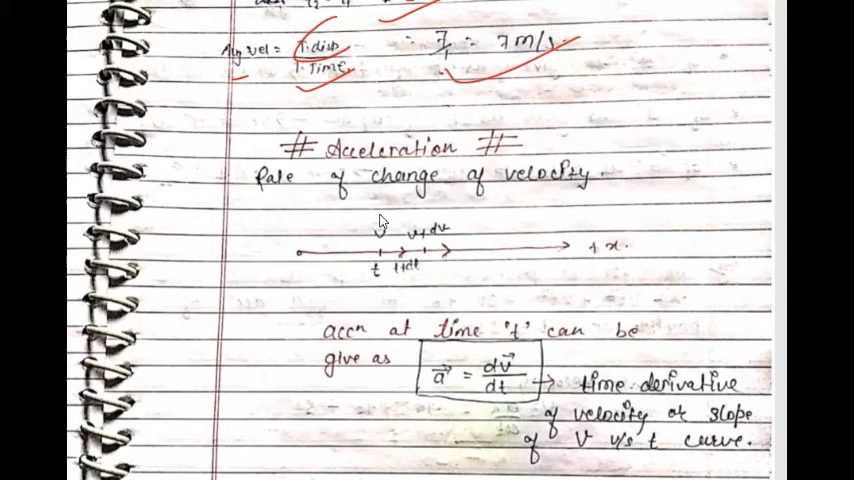 Avg vel = T.disp / T.Time = 7/1 = 7 m/s
# Acceleration #
Rate of change of velocity.
v v+dv
t t+dt + x.
accn at time 't' can be
give as a⃗ = dv⃗/dt → time derivative
of velocity or slope
of V v/s t curve.